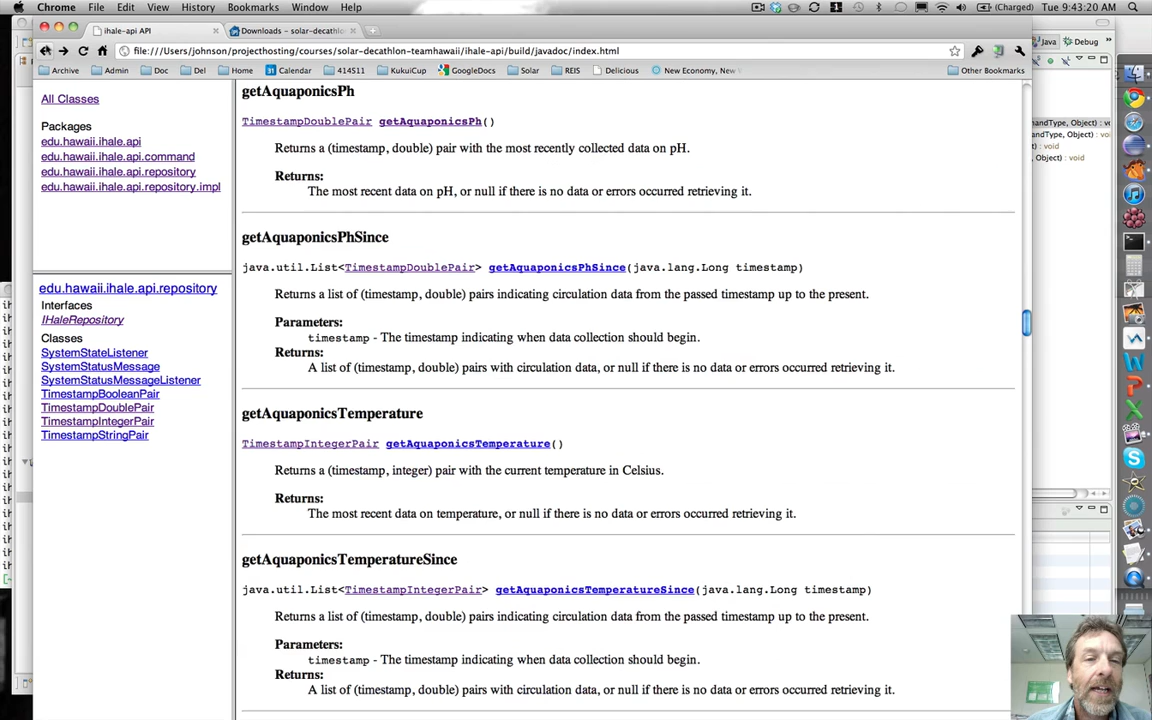 Chrome File Edit View History Bookmarks Window Help (Charged) Tue 9:43:20 AM
ihale-api API Downloads - solar-decathlon
file:///Users/johnson/projecthosting/courses/solar-decathlon-teamhawaii/ihale-api/build/javadoc/index.html
Archive Admin Doc Del Home Calendar 414S11 KukuiCup GoogleDocs Solar REIS Delicious New Economy, New Other Bookmarks
Java Debug
All Classes
Packages
edu.hawaii.ihale.api
edu.hawaii.ihale.api.command
edu.hawaii.ihale.api.repository
edu.hawaii.ihale.api.repository.impl
edu.hawaii.ihale.api.repository
Interfaces
IHaleRepository
Classes
SystemStateListener
SystemStatusMessage
SystemStatusMessageListener
TimestampBooleanPair
TimestampDoublePair
TimestampIntegerPair
TimestampStringPair
getAquaponicsPh
TimestampDoublePair getAquaponicsPh()
Returns a (timestamp, double) pair with the most recently collected data on pH.
Returns:
The most recent data on pH, or null if there is no data or errors occurred retrieving it.
getAquaponicsPhSince
java.util.List<TimestampDoublePair> getAquaponicsPhSince(java.lang.Long timestamp)
Returns a list of (timestamp, double) pairs indicating circulation data from the passed timestamp up to the present.
Parameters:
timestamp - The timestamp indicating when data collection should begin.
Returns:
A list of (timestamp, double) pairs with circulation data, or null if there is no data or errors occurred retrieving it.
getAquaponicsTemperature
TimestampIntegerPair getAquaponicsTemperature()
Returns a (timestamp, integer) pair with the current temperature in Celsius.
Returns:
The most recent data on temperature, or null if there is no data or errors occurred retrieving it.
getAquaponicsTemperatureSince
java.util.List<TimestampIntegerPair> getAquaponicsTemperatureSince(java.lang.Long timestamp)
Returns a list of (timestamp, double) pairs indicating circulation data from the passed timestamp up to the present.
Parameters:
timestamp - The timestamp indicating when data collection should begin.
Returns:
A list of (timestamp, double) pairs with circulation data, or null if there is no data or errors occurred retrieving it.
mandType, Object) : void
, Object) : void